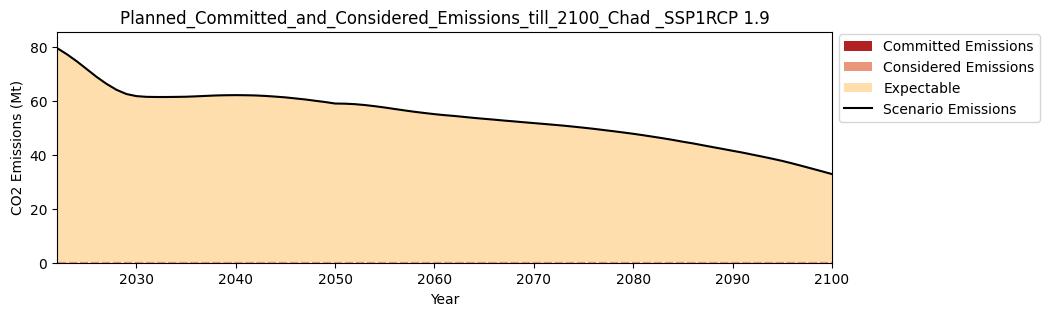 Planned_Committed_and_Considered_Emissions_till_2100_Chad _SSP1RCP 1.9
80
60
40
20
0
CO2 Emissions (Mt)
2030 2040 2050 2060 2070 2080 2090 2100
Year
Committed Emissions
Considered Emissions
Expectable
Scenario Emissions